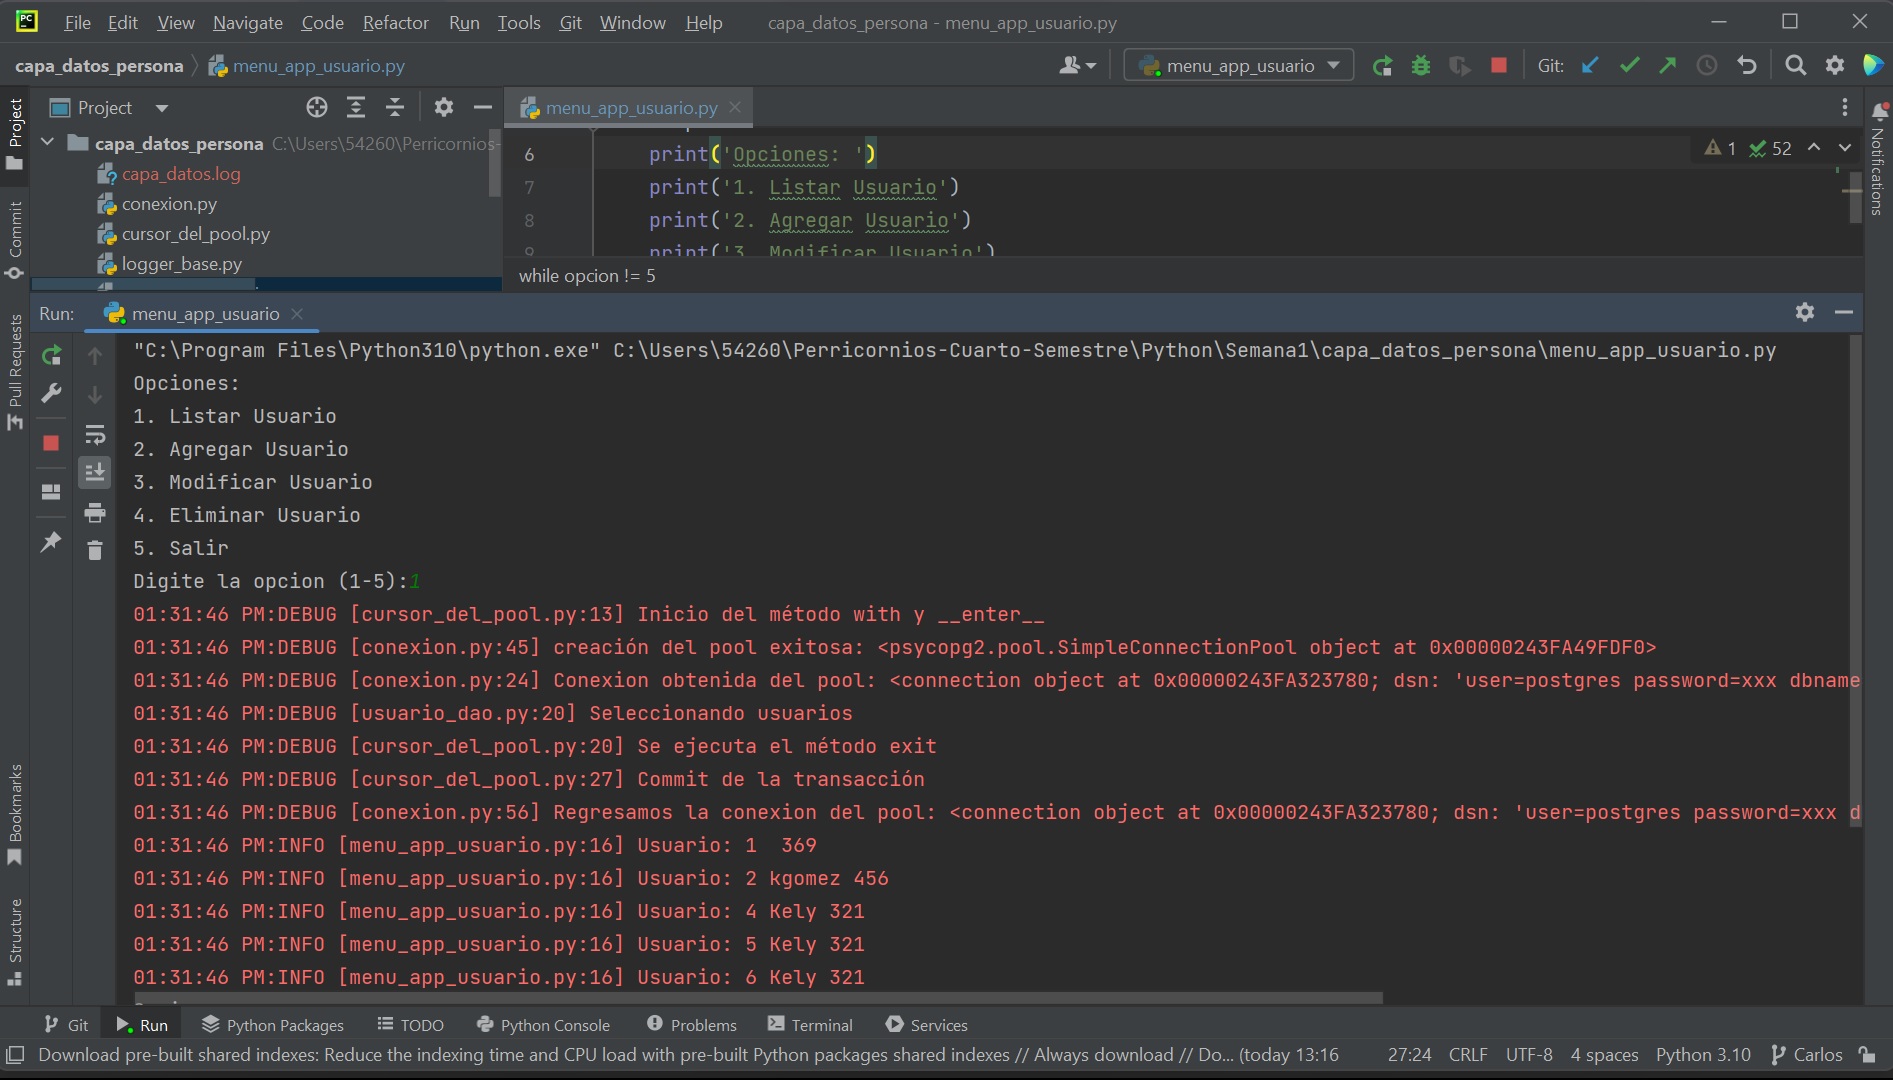 PC File Edit View Navigate Code Refactor Run Tools Git Window Help capa_datos_persona - menu_app_usuario.py
capa_datos_persona menu_app_usuario.py menu_app_usuario Git:
Project menu_app_usuario.py
capa_datos_persona C:\Users\54260\Perricornios-
capa_datos.log
conexion.py
cursor_del_pool.py
logger_base.py
6 print('Opciones: ') 1 52
7 print('1. Listar Usuario')
8 print('2. Agregar Usuario')
9 print('3. Modificar Usuario')
while opcion != 5
Project
Commit
Pull Requests
Bookmarks
Structure
Notifications
Run: menu_app_usuario
"C:\Program Files\Python310\python.exe" C:\Users\54260\Perricornios-Cuarto-Semestre\Python\Semana1\capa_datos_persona\menu_app_usuario.py
Opciones:
1. Listar Usuario
2. Agregar Usuario
3. Modificar Usuario
4. Eliminar Usuario
5. Salir
Digite la opcion (1-5):1
01:31:46 PM:DEBUG [cursor_del_pool.py:13] Inicio del método with y __enter__
01:31:46 PM:DEBUG [conexion.py:45] creación del pool exitosa: <psycopg2.pool.SimpleConnectionPool object at 0x00000243FA49FDF0>
01:31:46 PM:DEBUG [conexion.py:24] Conexion obtenida del pool: <connection object at 0x00000243FA323780; dsn: 'user=postgres password=xxx dbname
01:31:46 PM:DEBUG [usuario_dao.py:20] Seleccionando usuarios
01:31:46 PM:DEBUG [cursor_del_pool.py:20] Se ejecuta el método exit
01:31:46 PM:DEBUG [cursor_del_pool.py:27] Commit de la transacción
01:31:46 PM:DEBUG [conexion.py:56] Regresamos la conexion del pool: <connection object at 0x00000243FA323780; dsn: 'user=postgres password=xxx d
01:31:46 PM:INFO [menu_app_usuario.py:16] Usuario: 1  369
01:31:46 PM:INFO [menu_app_usuario.py:16] Usuario: 2 kgomez 456
01:31:46 PM:INFO [menu_app_usuario.py:16] Usuario: 4 Kely 321
01:31:46 PM:INFO [menu_app_usuario.py:16] Usuario: 5 Kely 321
01:31:46 PM:INFO [menu_app_usuario.py:16] Usuario: 6 Kely 321
Git Run Python Packages TODO Python Console Problems Terminal Services
Download pre-built shared indexes: Reduce the indexing time and CPU load with pre-built Python packages shared indexes // Always download // Do... (today 13:16 27:24 CRLF UTF-8 4 spaces Python 3.10 Carlos